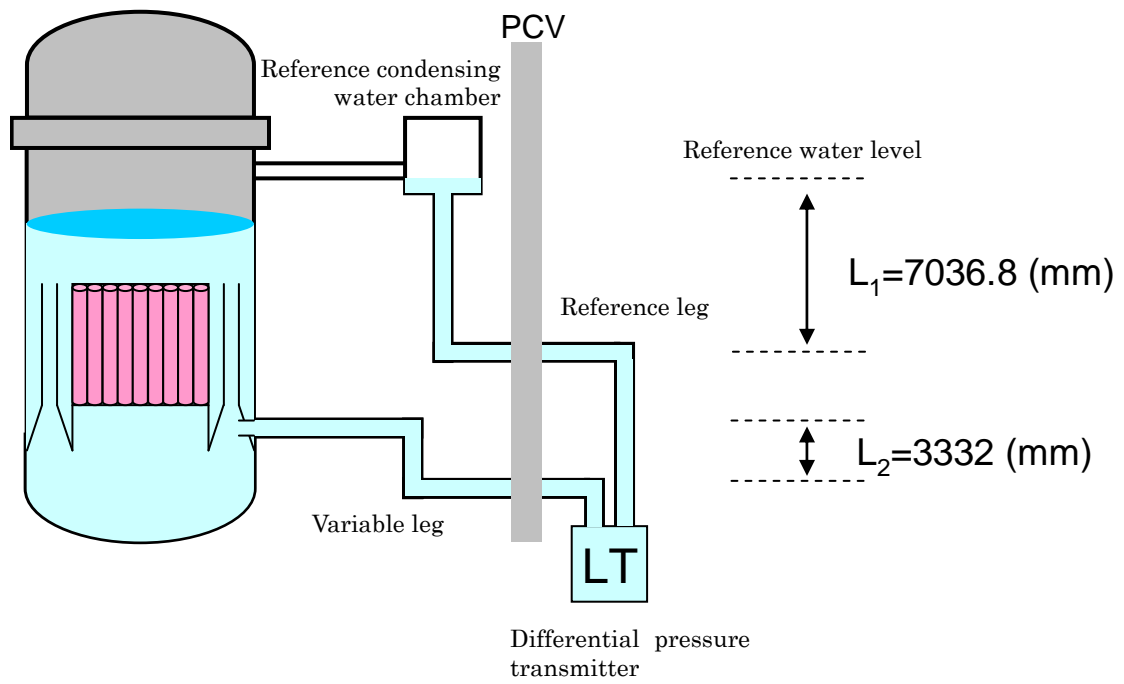 PCV
Reference condensing
water chamber
Reference water level
L₁=7036.8 (mm)
Reference leg
L₂=3332 (mm)
Variable leg
LT
Differential pressure
transmitter